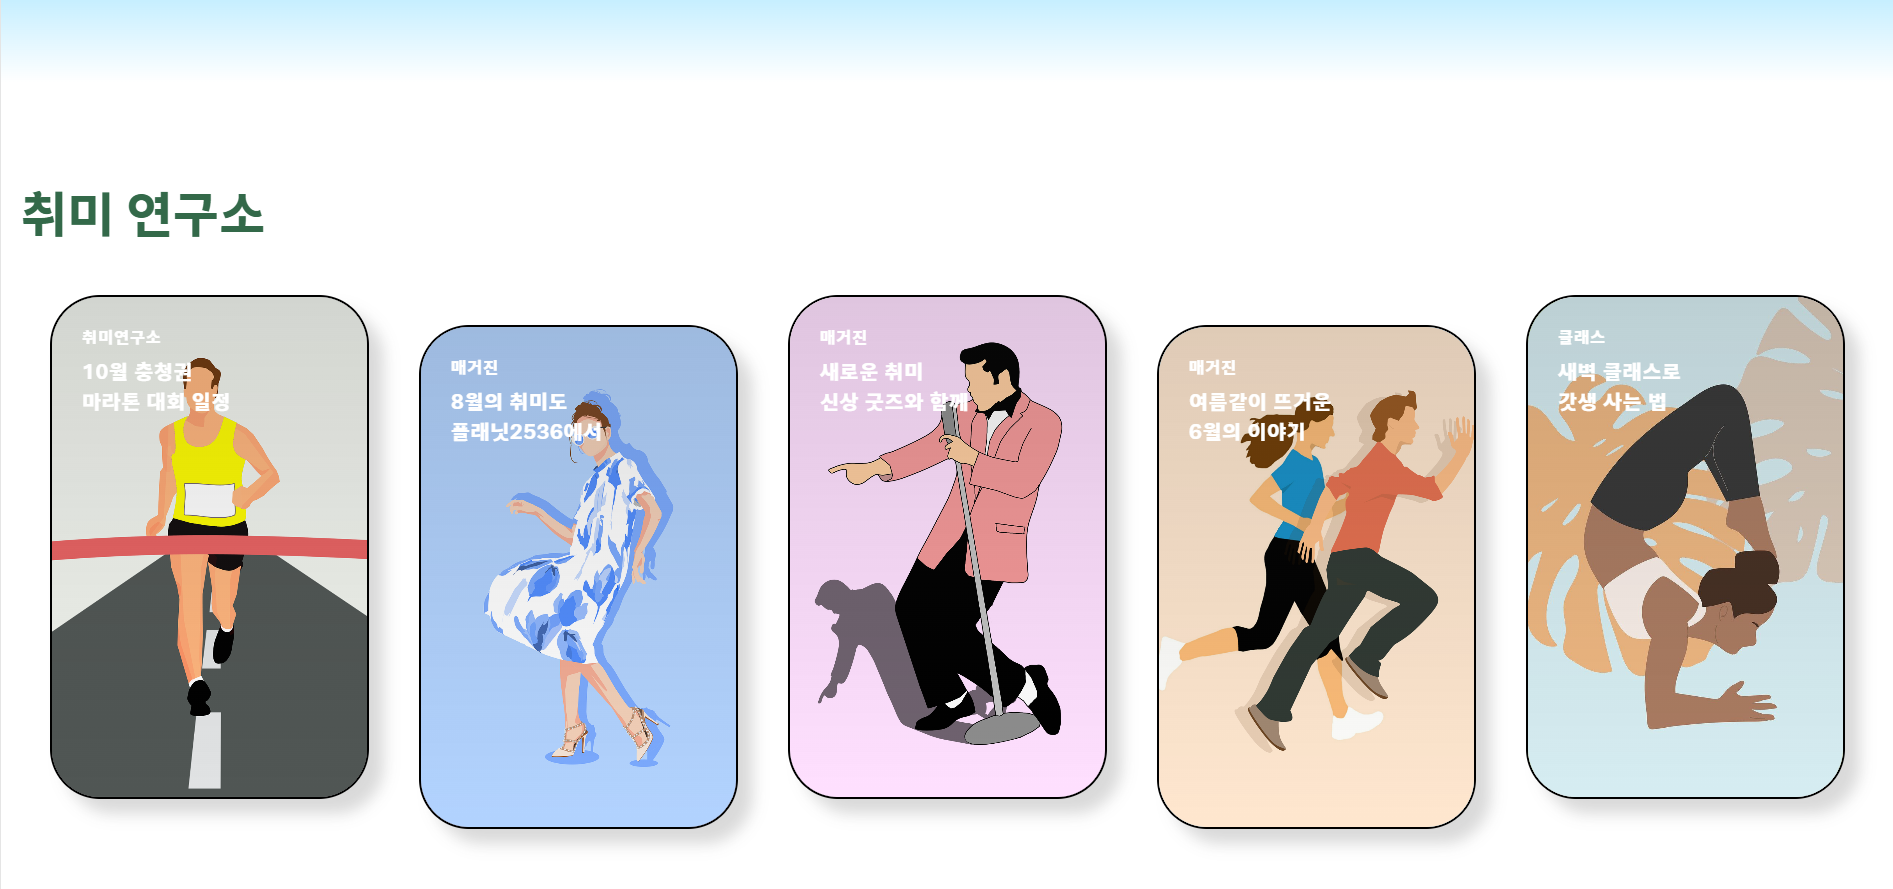 취미 연구소
취미연구소
10월 충청권
마라톤 대회 일정
매거진
8월의 취미도
플래닛2536에서
매거진
새로운 취미
신상 굿즈와 함께
매거진
여름같이 뜨거운
6월의 이야기
클래스
새벽 클래스로
갓생 사는 법